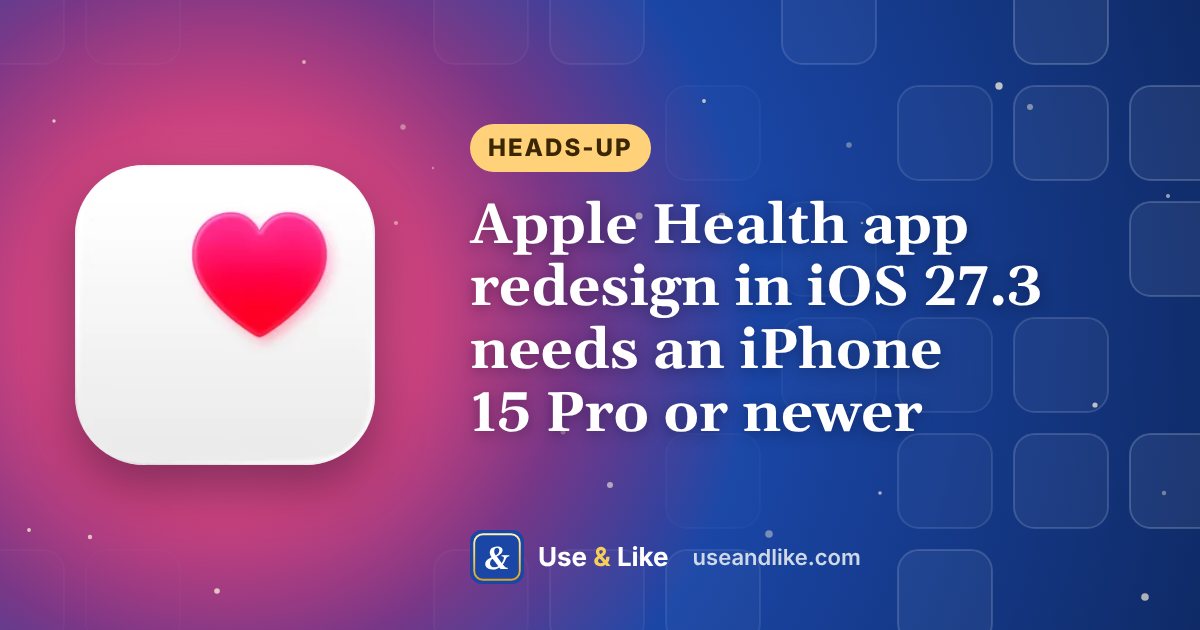 HEADS-UP
Apple Health app
redesign in iOS 27.3
needs an iPhone
15 Pro or newer
& Use & Like useandlike.com